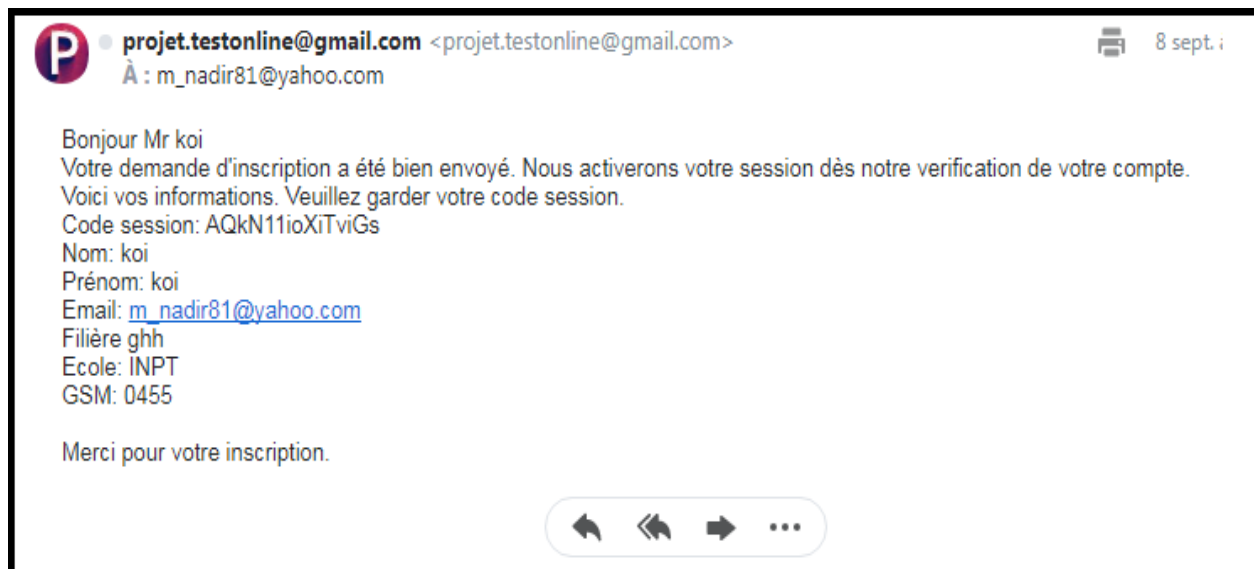 P
projet.testonline@gmail.com <projet.testonline@gmail.com>
8 sept. à
À : m_nadir81@yahoo.com
Bonjour Mr koi
Votre demande d'inscription a été bien envoyé. Nous activerons votre session dès notre verification de votre compte.
Voici vos informations. Veuillez garder votre code session.
Code session: AQkN11ioXiTviGs
Nom: koi
Prénom: koi
Email: m_nadir81@yahoo.com
Filière ghh
Ecole: INPT
GSM: 0455
Merci pour votre inscription.